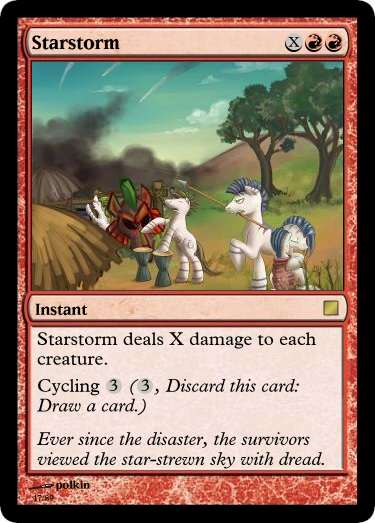 Starstorm X
Instant
Starstorm deals X damage to each
creature.
Cycling 3 (3, Discard this card:
Draw a card.)
Ever since the disaster, the survivors
viewed the star-strewn sky with dread.
polkin